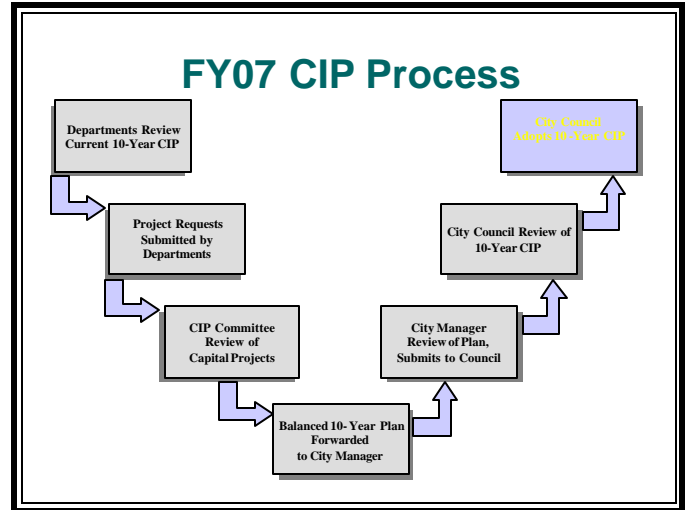 FY07 CIP Process
Departments Review
Current 10-Year CIP
Project Requests
Submitted by
Departments
CIP Committee
Review of
Capital Projects
Balanced 10-Year Plan
Forwarded
to City Manager
City Manager
Review of Plan,
Submits to Council
City Council Review of
10-Year CIP
City Council
Adopts 10-Year CIP